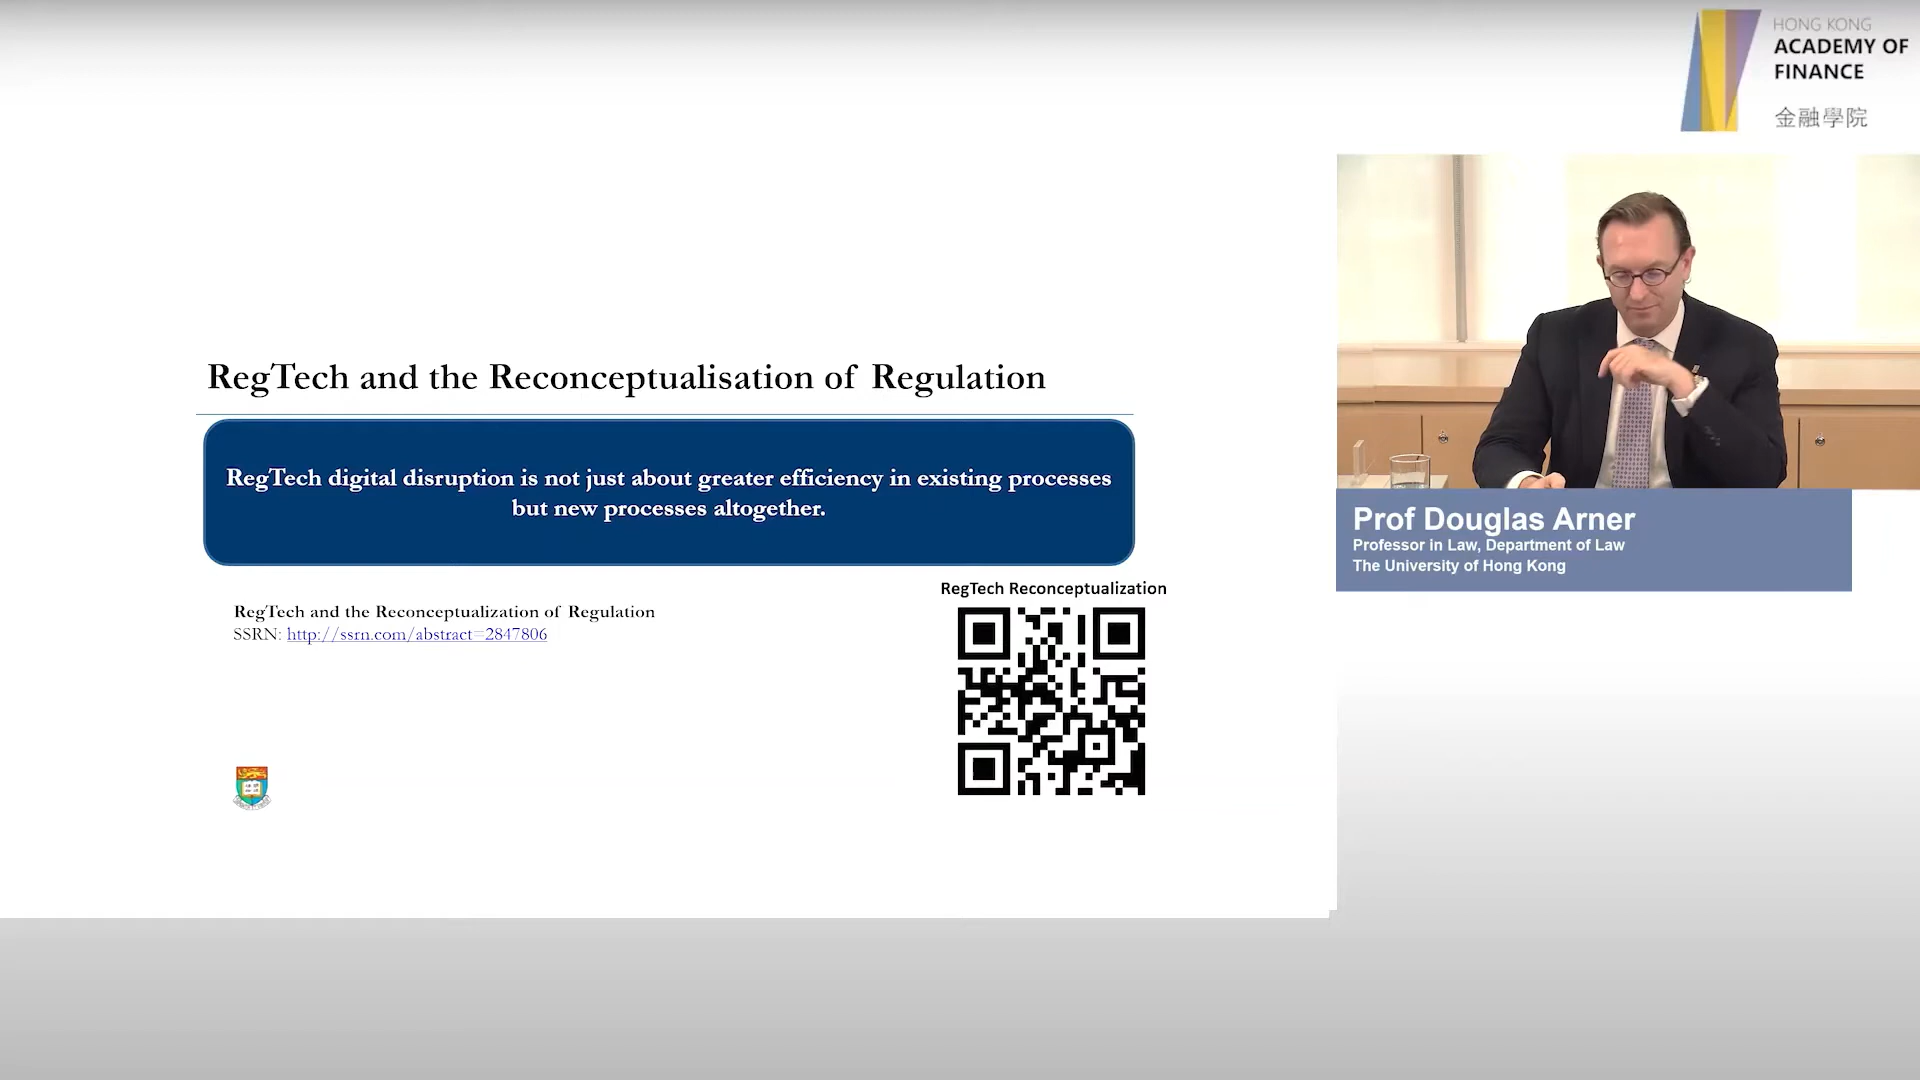 HONG KONG
ACADEMY OF
FINANCE
金融學院
RegTech and the Reconceptualisation of Regulation
RegTech digital disruption is not just about greater efficiency in existing processes
but new processes altogether.
Prof Douglas Arner
Professor in Law, Department of Law
The University of Hong Kong
RegTech Reconceptualization
RegTech and the Reconceptualization of Regulation
SSRN: http://ssrn.com/abstract=2847806